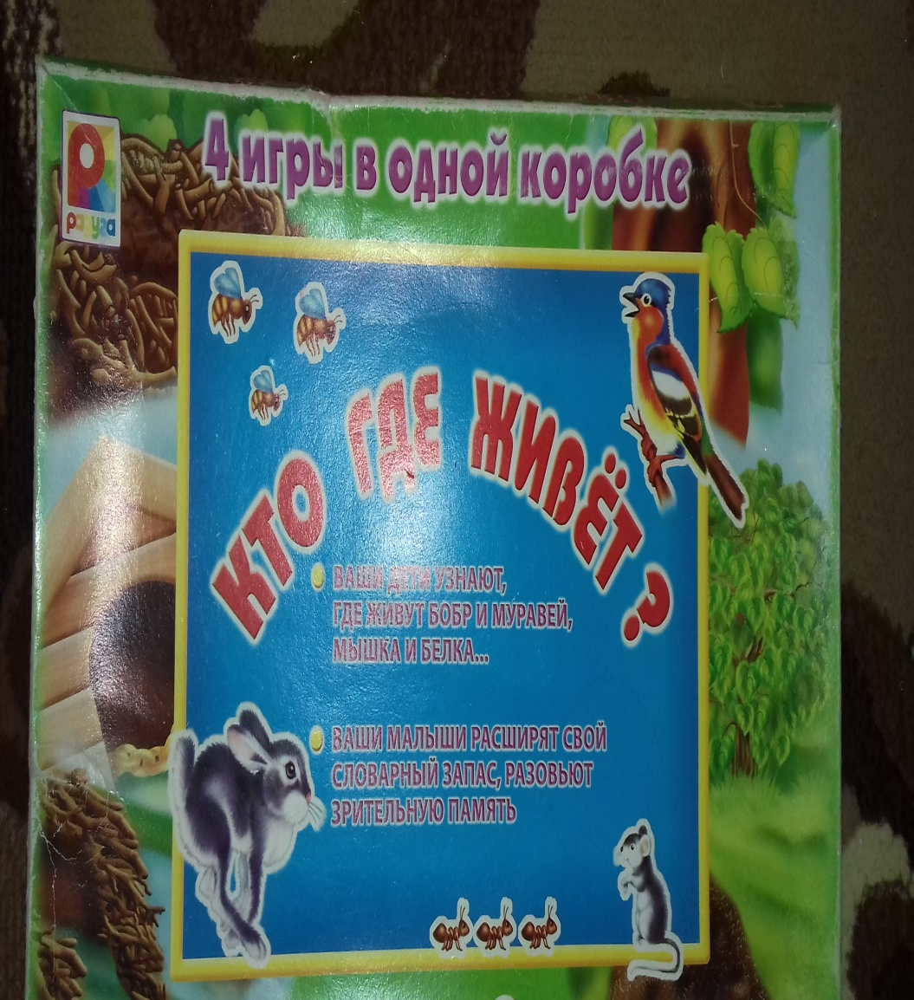 радуга
4 игры в одной коробке
КТО ГДЕ ЖИВЁТ?
ВАШИ ДЕТИ УЗНАЮТ,
ГДЕ ЖИВУТ БОБР И МУРАВЕЙ,
МЫШКА И БЕЛКА...
ВАШИ МАЛЫШИ РАСШИРЯТ СВОЙ
СЛОВАРНЫЙ ЗАПАС, РАЗОВЬЮТ
ЗРИТЕЛЬНУЮ ПАМЯТЬ